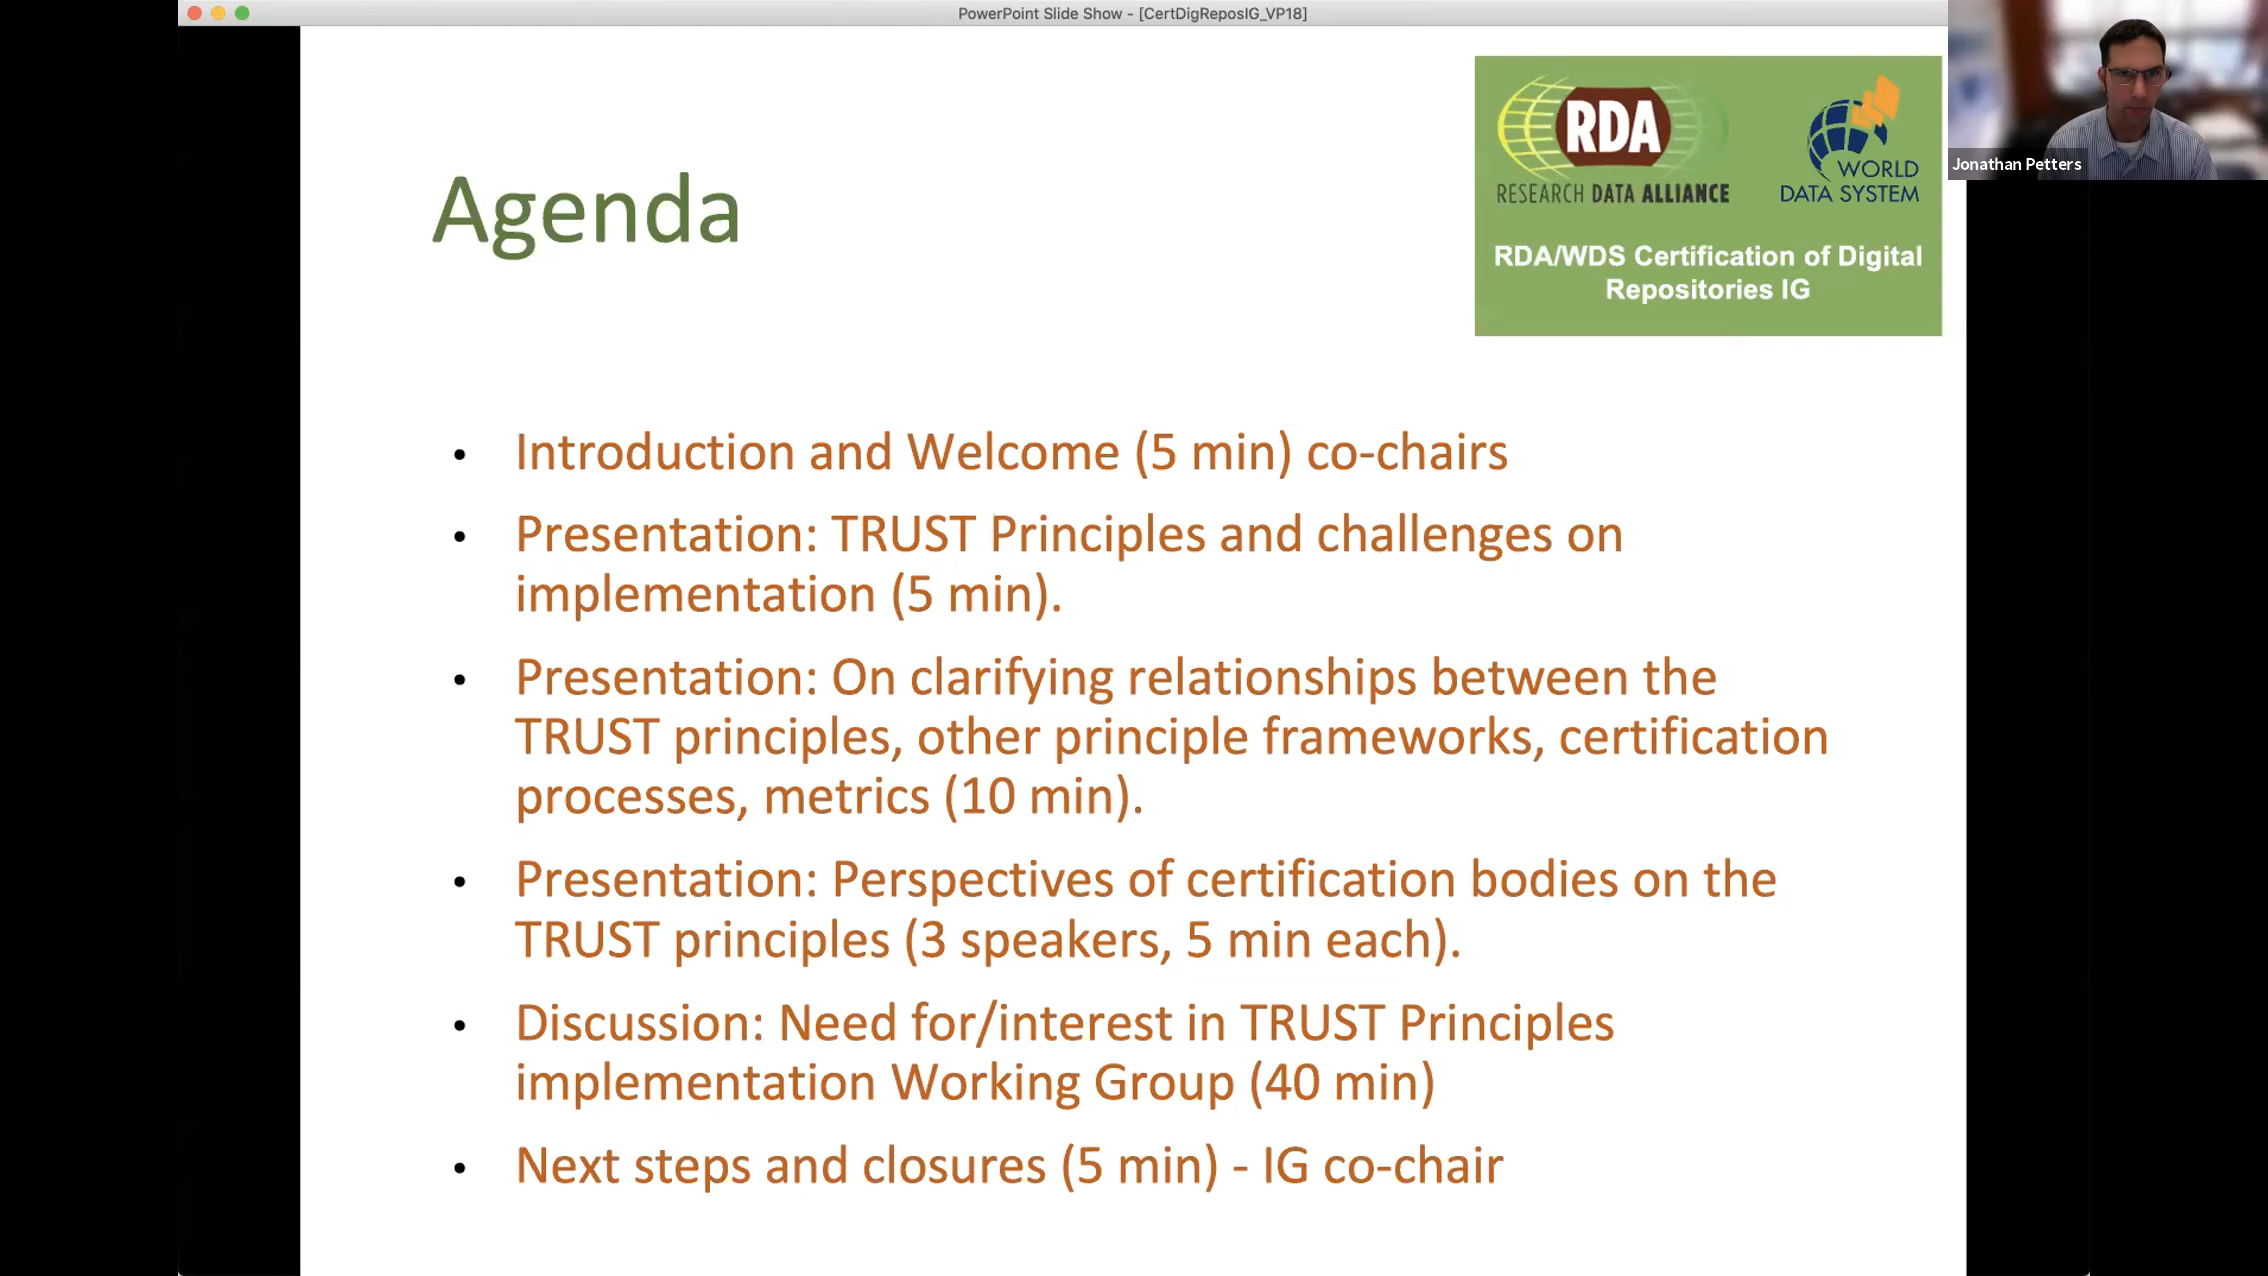 PowerPoint Slide Show - [CertDigReposIG_VP18]
RDA
RESEARCH DATA ALLIANCE
WORLD
DATA SYSTEM
RDA/WDS Certification of Digital
Repositories IG
Jonathan Petters
Agenda
• Introduction and Welcome (5 min) co-chairs
• Presentation: TRUST Principles and challenges on
implementation (5 min).
• Presentation: On clarifying relationships between the
TRUST principles, other principle frameworks, certification
processes, metrics (10 min).
• Presentation: Perspectives of certification bodies on the
TRUST principles (3 speakers, 5 min each).
• Discussion: Need for/interest in TRUST Principles
implementation Working Group (40 min)
• Next steps and closures (5 min) - IG co-chair